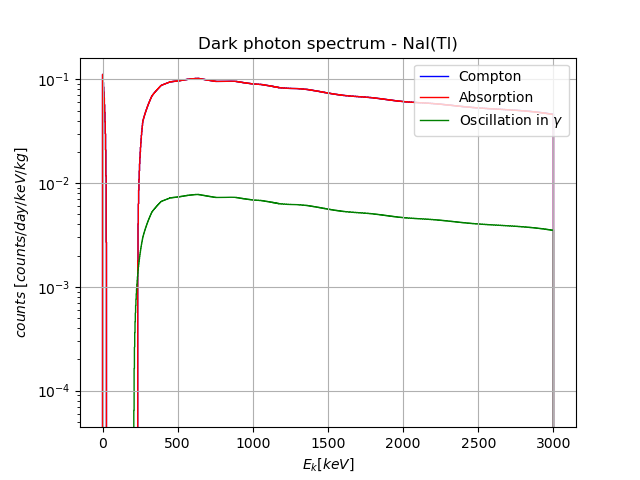 Dark photon spectrum - NaI(Tl)
Compton
Absorption
Oscillation in γ
counts [counts/day/keV/kg]
10⁻¹
10⁻²
10⁻³
10⁻⁴
0 500 1000 1500 2000 2500 3000
Eₖ[keV]